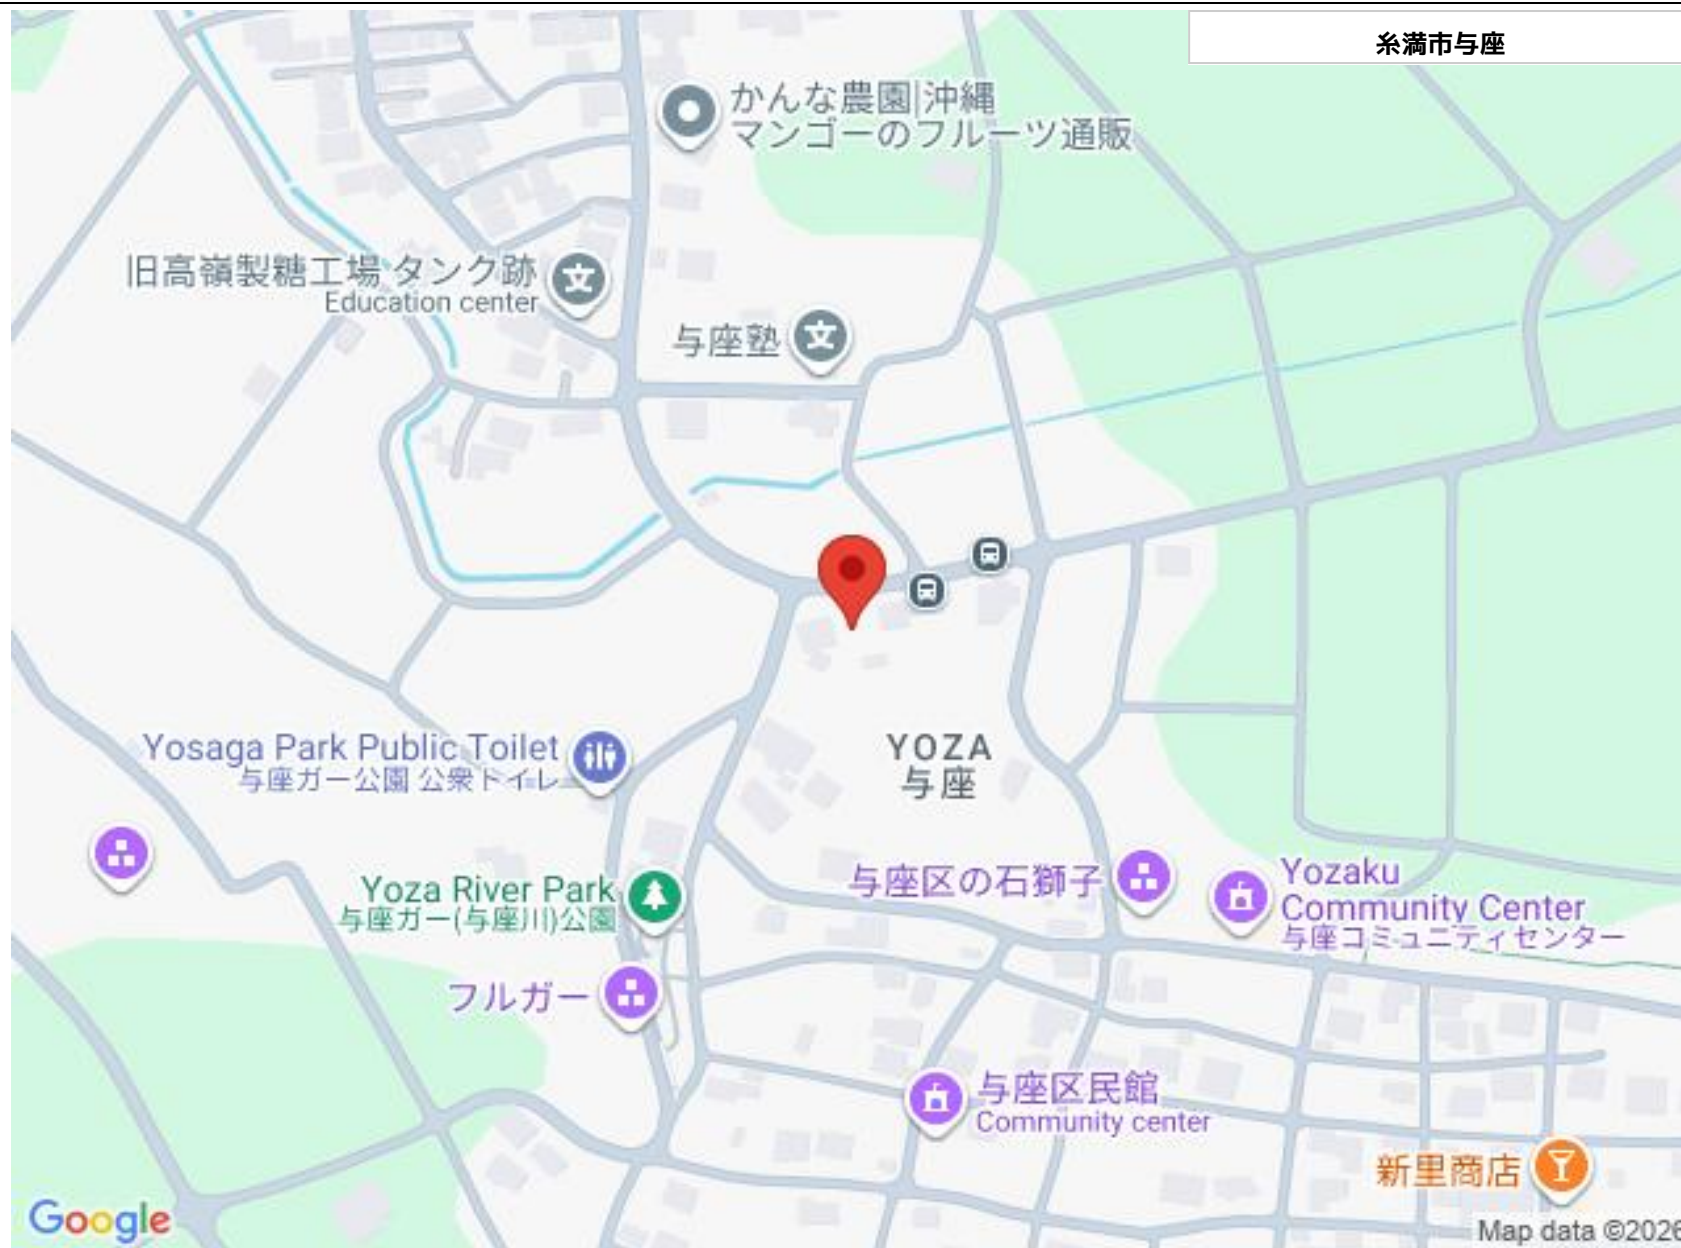 糸満市与座
かんな農園|沖縄
マンゴーのフルーツ通販
旧高嶺製糖工場 タンク跡
Education center
与座塾
Yosaga Park Public Toilet
与座ガー公園 公衆トイレ
YOZA
与座
Yoza River Park
与座ガー(与座川)公園
与座区の石獅子
Yozaku
Community Center
与座コミュニティセンター
フルガー
与座区民館
Community center
新里商店
Google
Map data ©2026